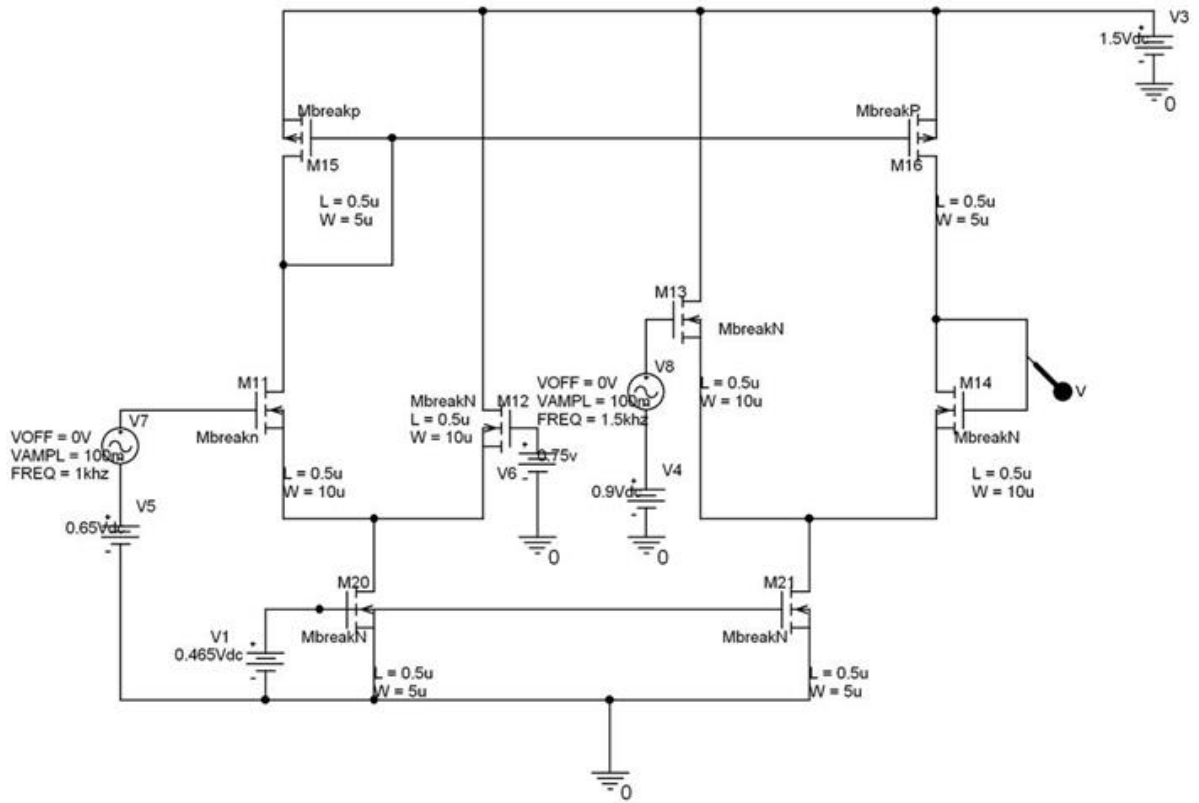 V3
1.5Vdc
+
-
0
Mbreakp
M15
L = 0.5u
W = 5u
MbreakP
M16
L = 0.5u
W = 5u
M13
MbreakN
L = 0.5u
W = 10u
V8
VOFF = 0V
VAMPL = 100m
FREQ = 1.5khz
M11
Mbreakn
L = 0.5u
W = 10u
MbreakN
M12
L = 0.5u
W = 10u
+
0.75v
V6
-
0
M14
MbreakN
L = 0.5u
W = 10u
V
V7
VOFF = 0V
VAMPL = 100m
FREQ = 1khz
V4
+
0.9Vdc
-
0
V5
+
0.65Vdc
-
M20
MbreakN
L = 0.5u
W = 5u
M21
MbreakN
L = 0.5u
W = 5u
V1
+
0.465Vdc
-
0